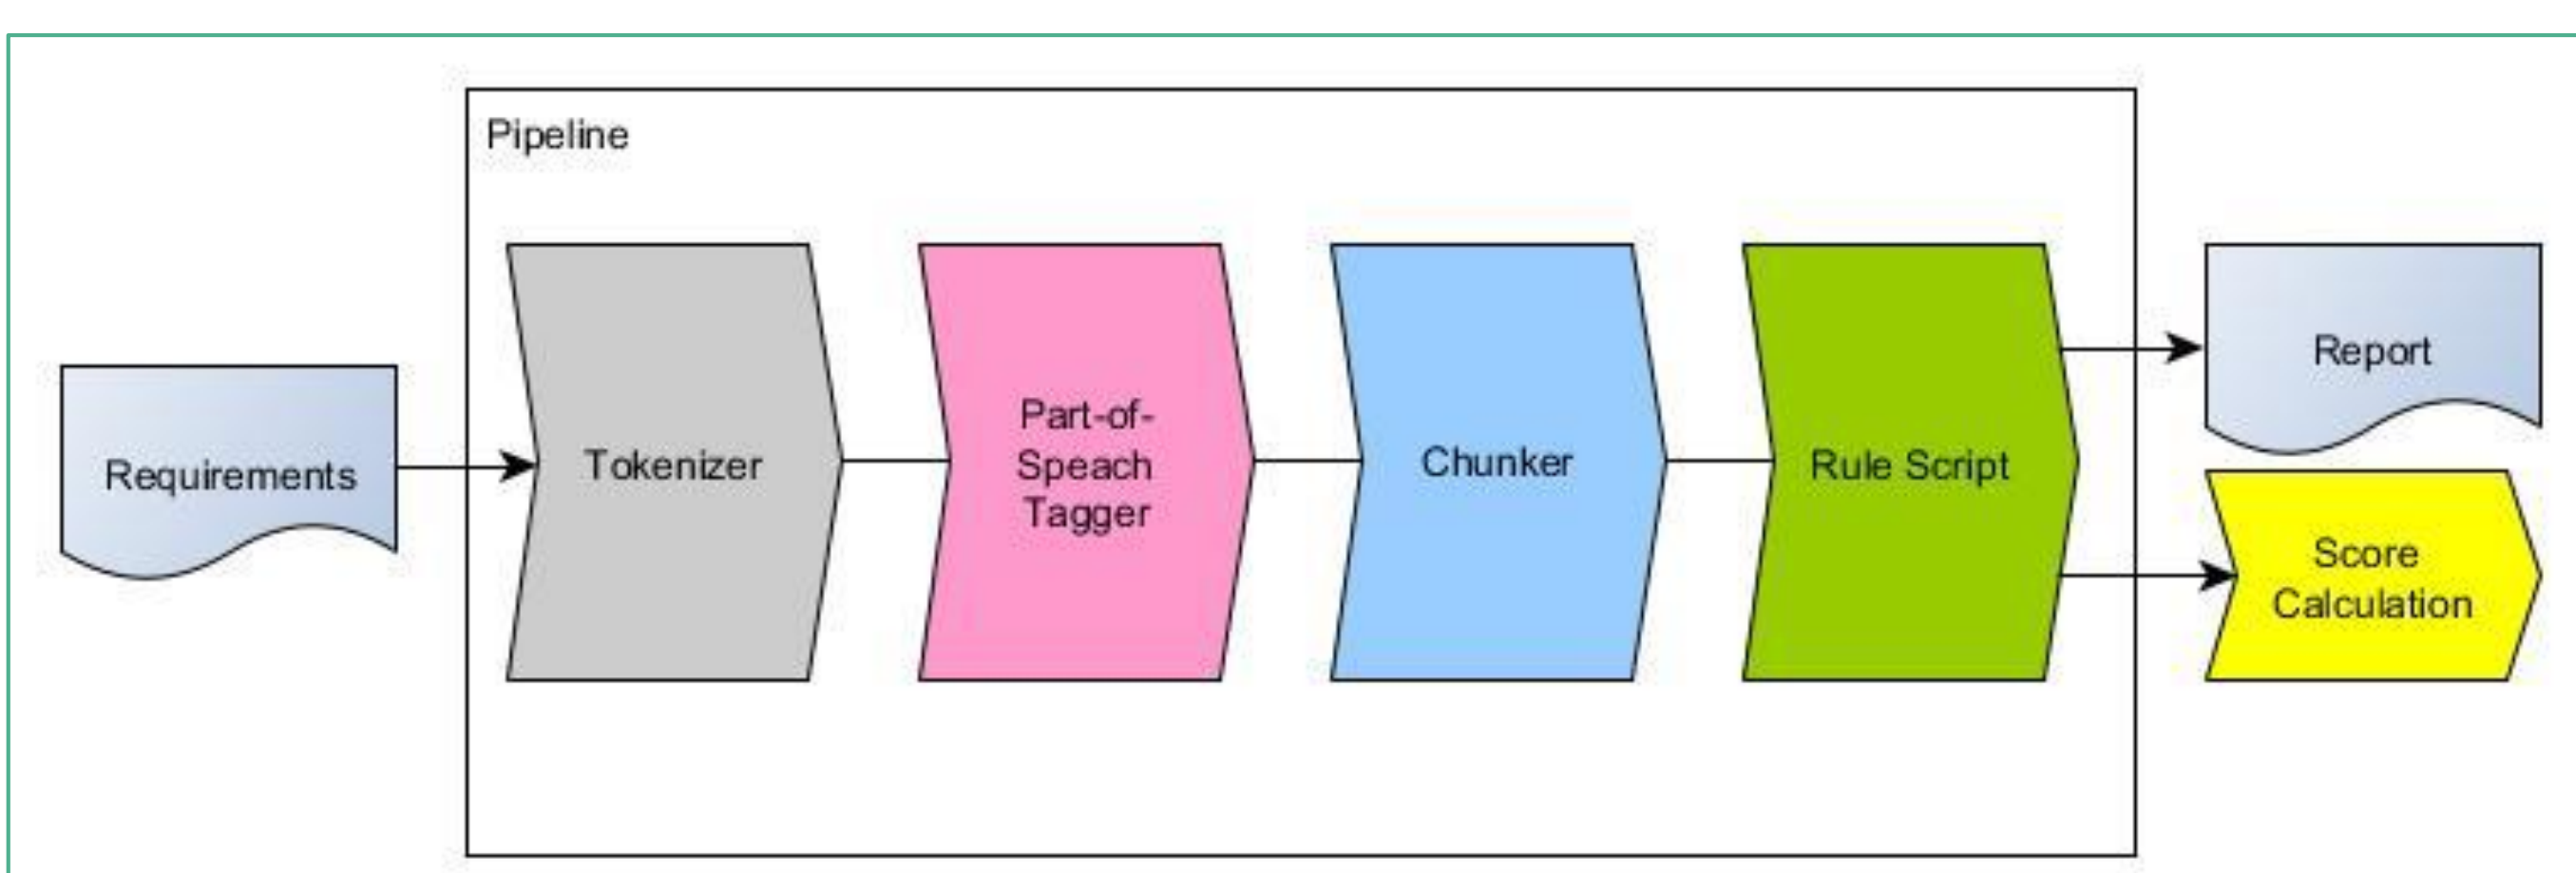 Pipeline
Requirements
Tokenizer
Part-of-
Speach
Tagger
Chunker
Rule Script
Report
Score
Calculation